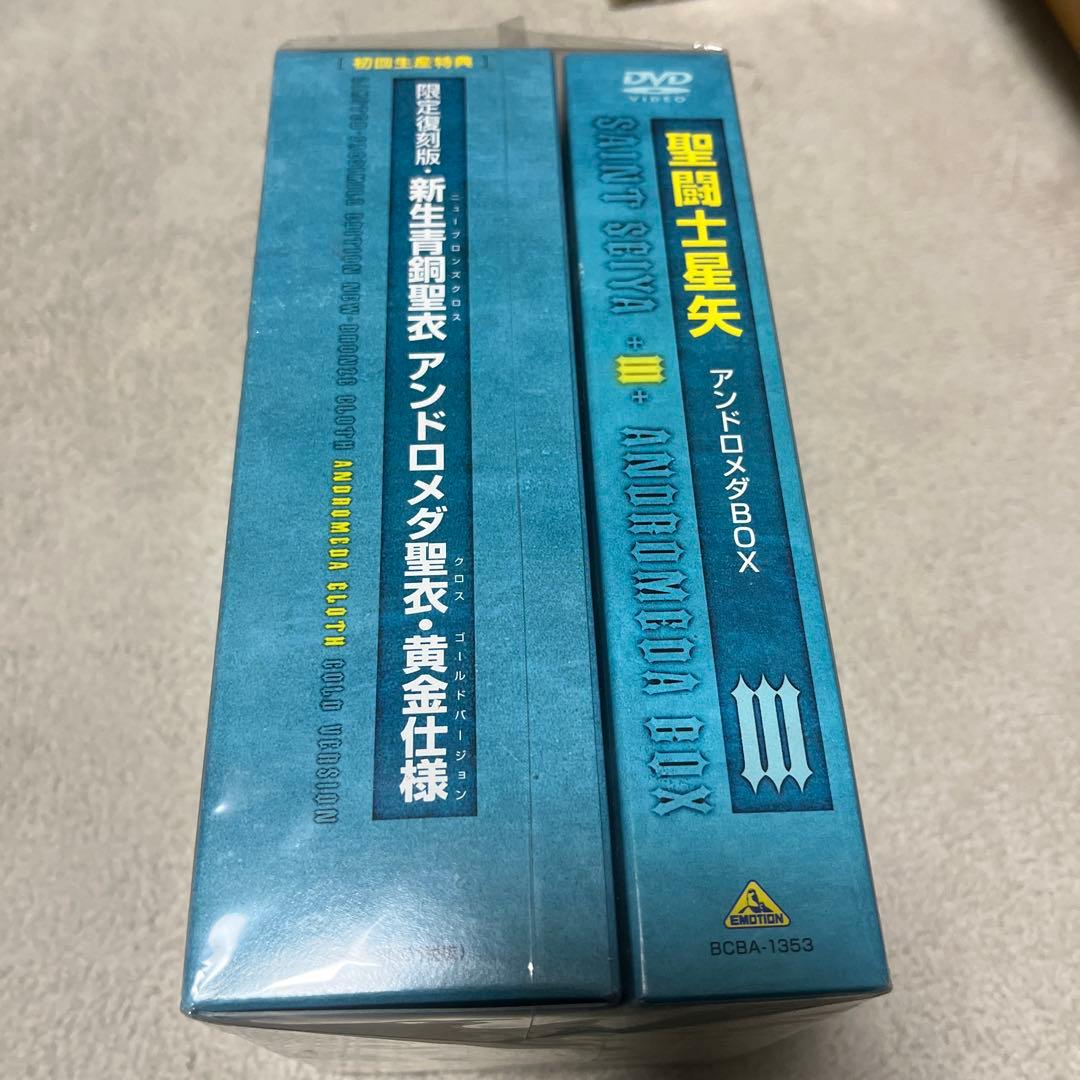 [ 初回生産特典 ]
限定復刻版・新生青銅聖衣 アンドロメダ聖衣・黄金仕様
ニューブロンズクロス
クロス
ゴールドバージョン
EDITION NEW-BRONZE CLOTH ANDROMEDA CLOTH GOLD VERSION
DVD
VIDEO
聖闘士星矢
アンドロメダBOX
III
SAINT SEIYA + III + ANDROMEDA BOX
EMOTION
BCBA-1353